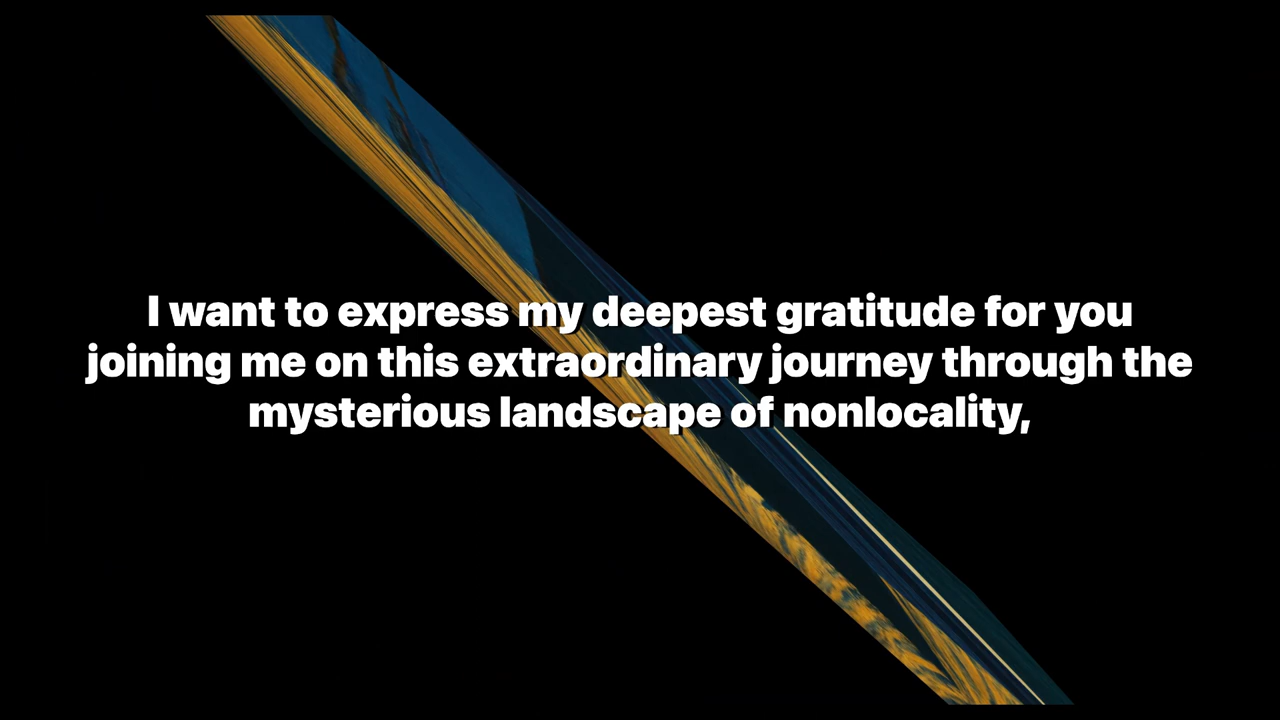 I want to express my deepest gratitude for you
joining me on this extraordinary journey through the
mysterious landscape of nonlocality,